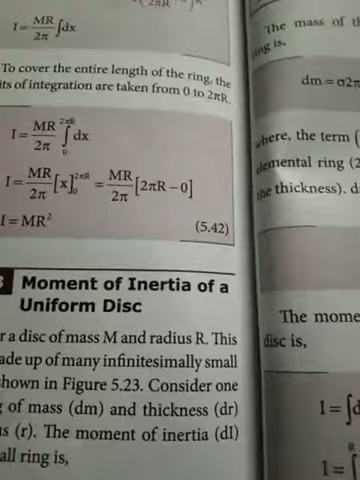 I = MR/2π ∫dx
To cover the entire length of the ring, the
its of integration are taken from 0 to 2πR.
I = MR/2π ∫₀^2πR dx
I = MR/2π [x]₀^2πR = MR/2π [2πR − 0]
I = MR² (5.42)
Moment of Inertia of a
Uniform Disc
r a disc of mass M and radius R. This
ade up of many infinitesimally small
hown in Figure 5.23. Consider one
g of mass (dm) and thickness (dr)
us (r). The moment of inertia (dI)
all ring is,
The mass of th
ing is,
dm = σ2π
where, the term (
elemental ring (2
the thickness). d
The mome
disc is,
I = ∫d
I = ∫^R